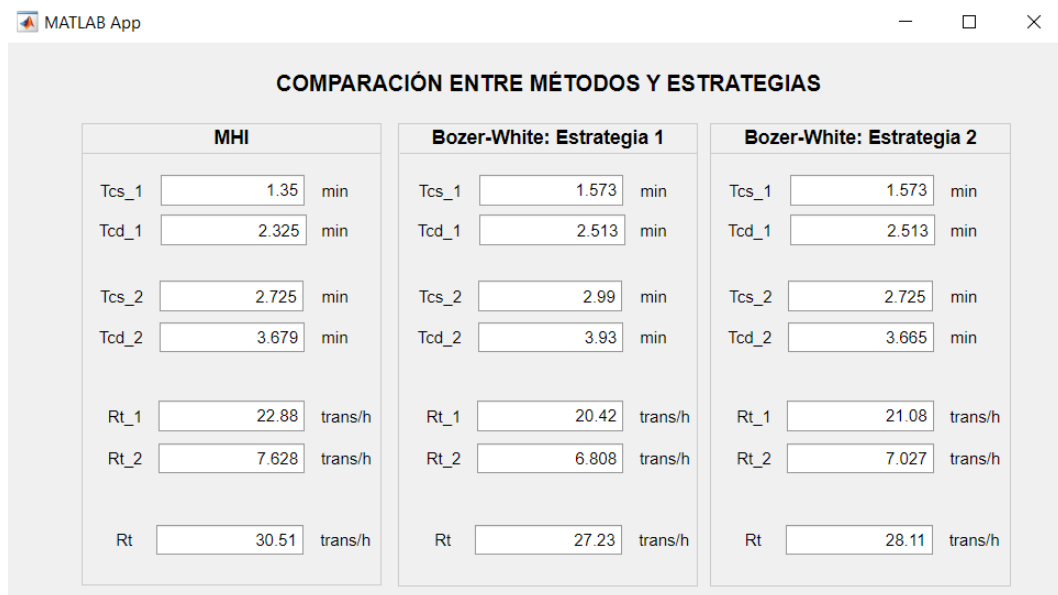 MATLAB App
COMPARACIÓN ENTRE MÉTODOS Y ESTRATEGIAS
MHI
Tcs_1 1.35 min
Tcd_1 2.325 min
Tcs_2 2.725 min
Tcd_2 3.679 min
Rt_1 22.88 trans/h
Rt_2 7.628 trans/h
Rt 30.51 trans/h
Bozer-White: Estrategia 1
Tcs_1 1.573 min
Tcd_1 2.513 min
Tcs_2 2.99 min
Tcd_2 3.93 min
Rt_1 20.42 trans/h
Rt_2 6.808 trans/h
Rt 27.23 trans/h
Bozer-White: Estrategia 2
Tcs_1 1.573 min
Tcd_1 2.513 min
Tcs_2 2.725 min
Tcd_2 3.665 min
Rt_1 21.08 trans/h
Rt_2 7.027 trans/h
Rt 28.11 trans/h